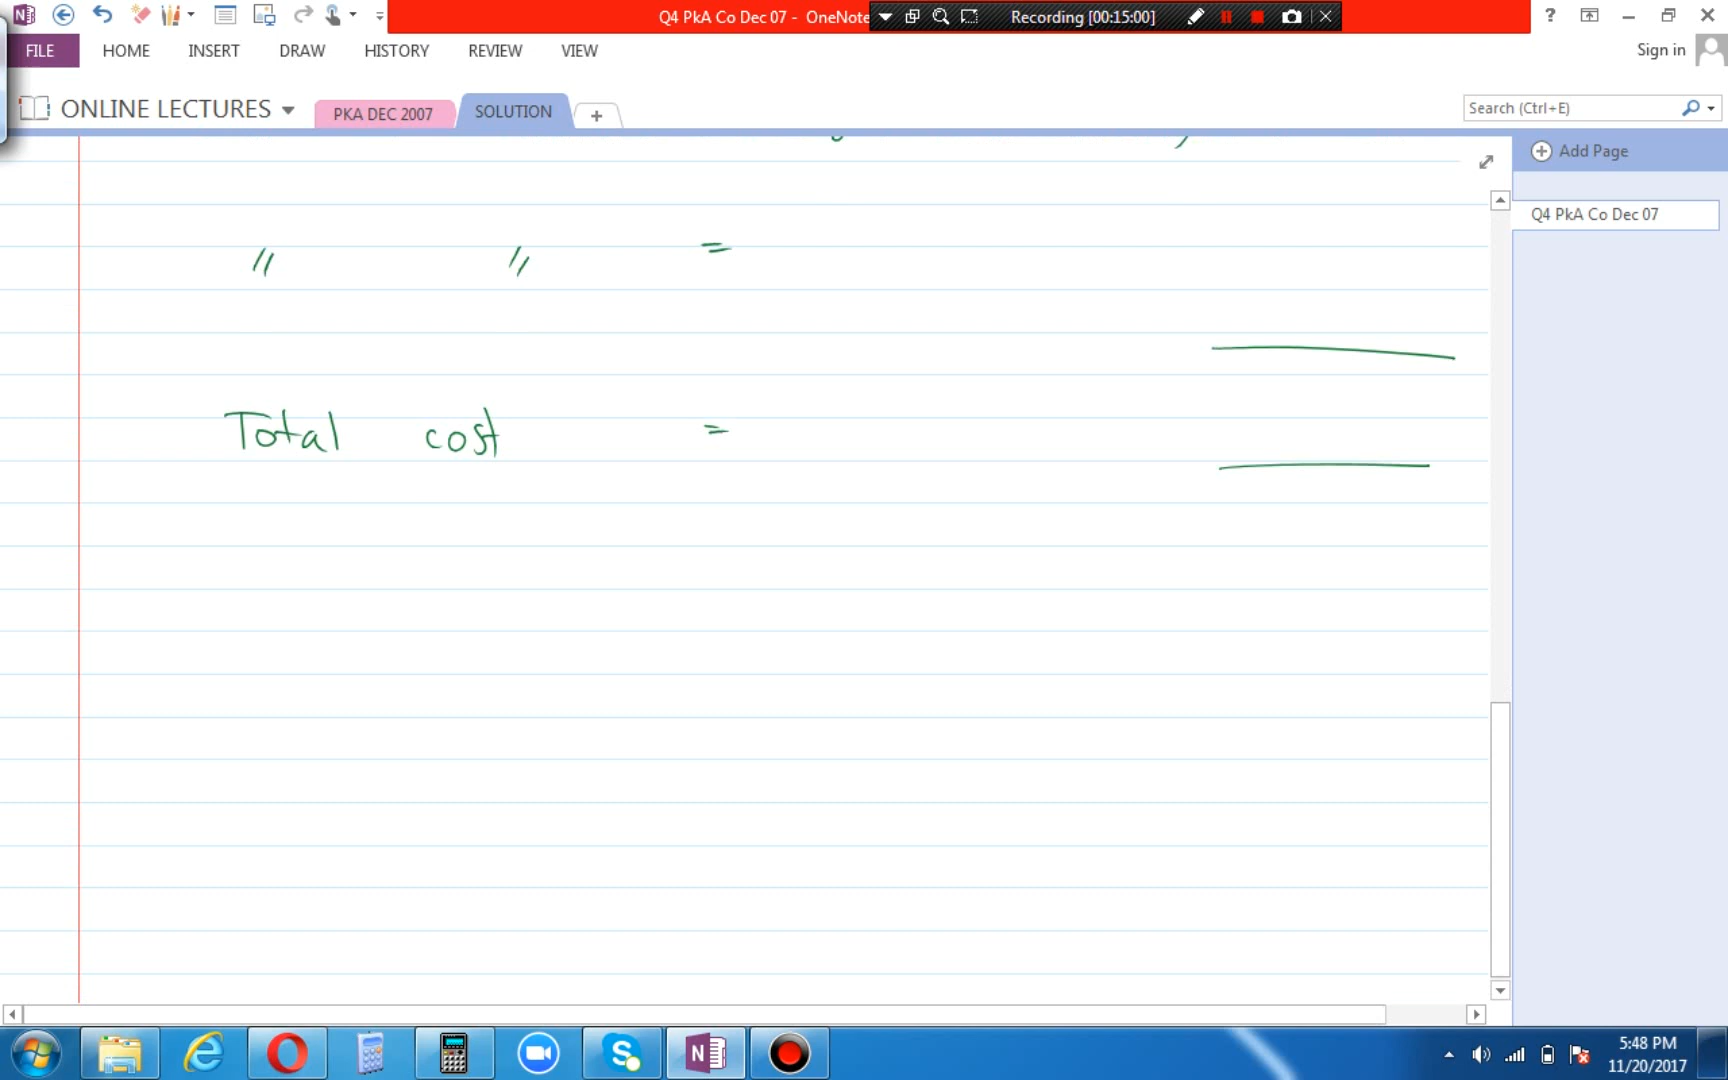 Q4 PkA Co Dec 07 - OneNote
Recording [00:15:00]
?
FILE HOME INSERT DRAW HISTORY REVIEW VIEW
Sign in
ONLINE LECTURES
PKA DEC 2007
SOLUTION
+
Search (Ctrl+E)
Add Page
Q4 PkA Co Dec 07
" " =
Total cost =
5:48 PM
11/20/2017